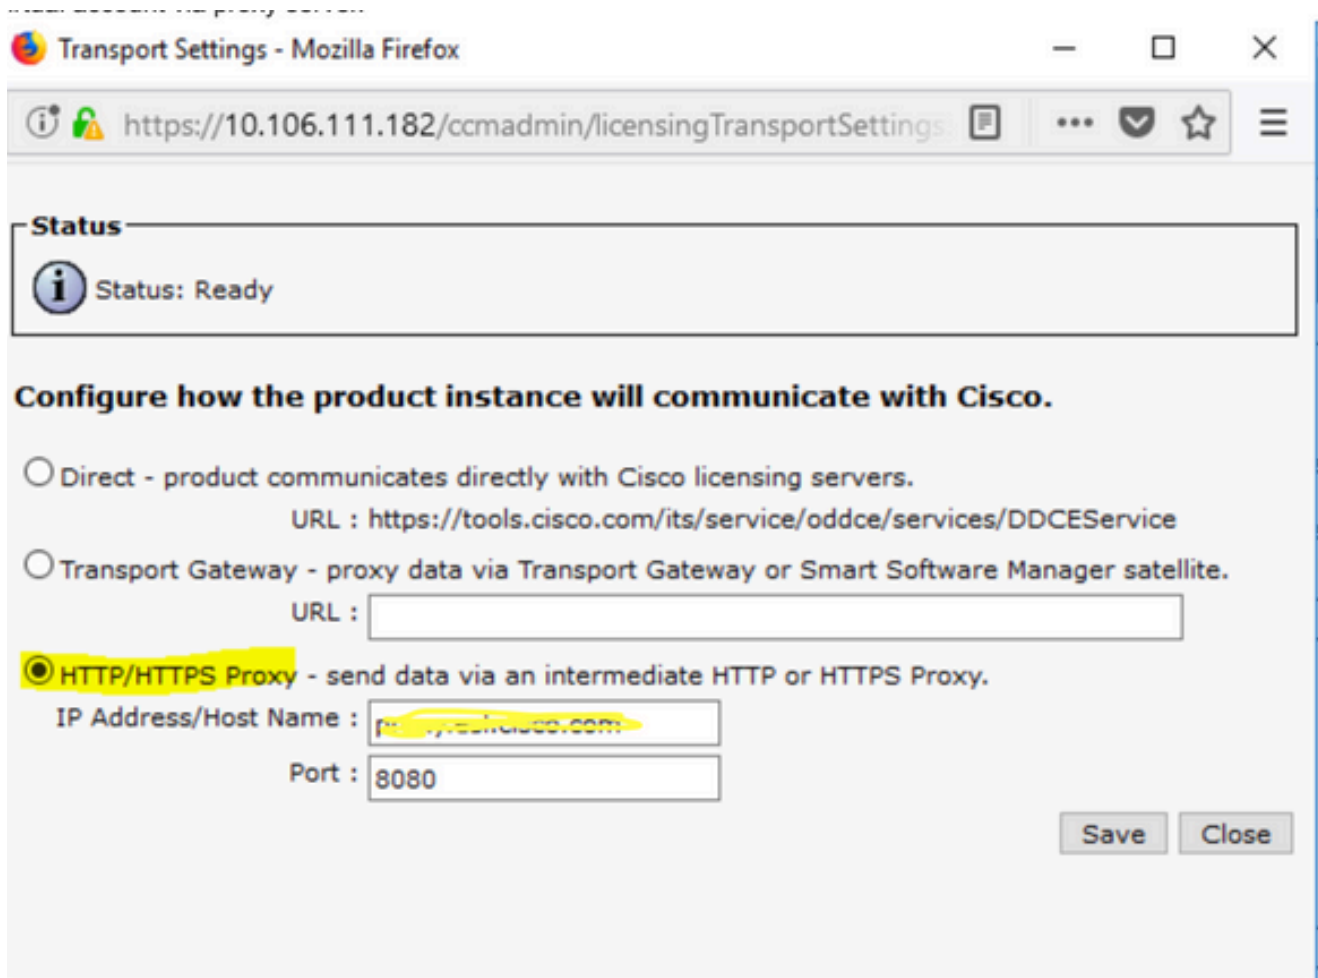 Transport Settings - Mozilla Firefox
https://10.106.111.182/ccmadmin/licensingTransportSettings
Status
i Status: Ready
Configure how the product instance will communicate with Cisco.
Direct - product communicates directly with Cisco licensing servers.
URL : https://tools.cisco.com/its/service/oddce/services/DDCEService
Transport Gateway - proxy data via Transport Gateway or Smart Software Manager satellite.
URL :
HTTP/HTTPS Proxy - send data via an intermediate HTTP or HTTPS Proxy.
IP Address/Host Name :
Port : 8080
Save Close